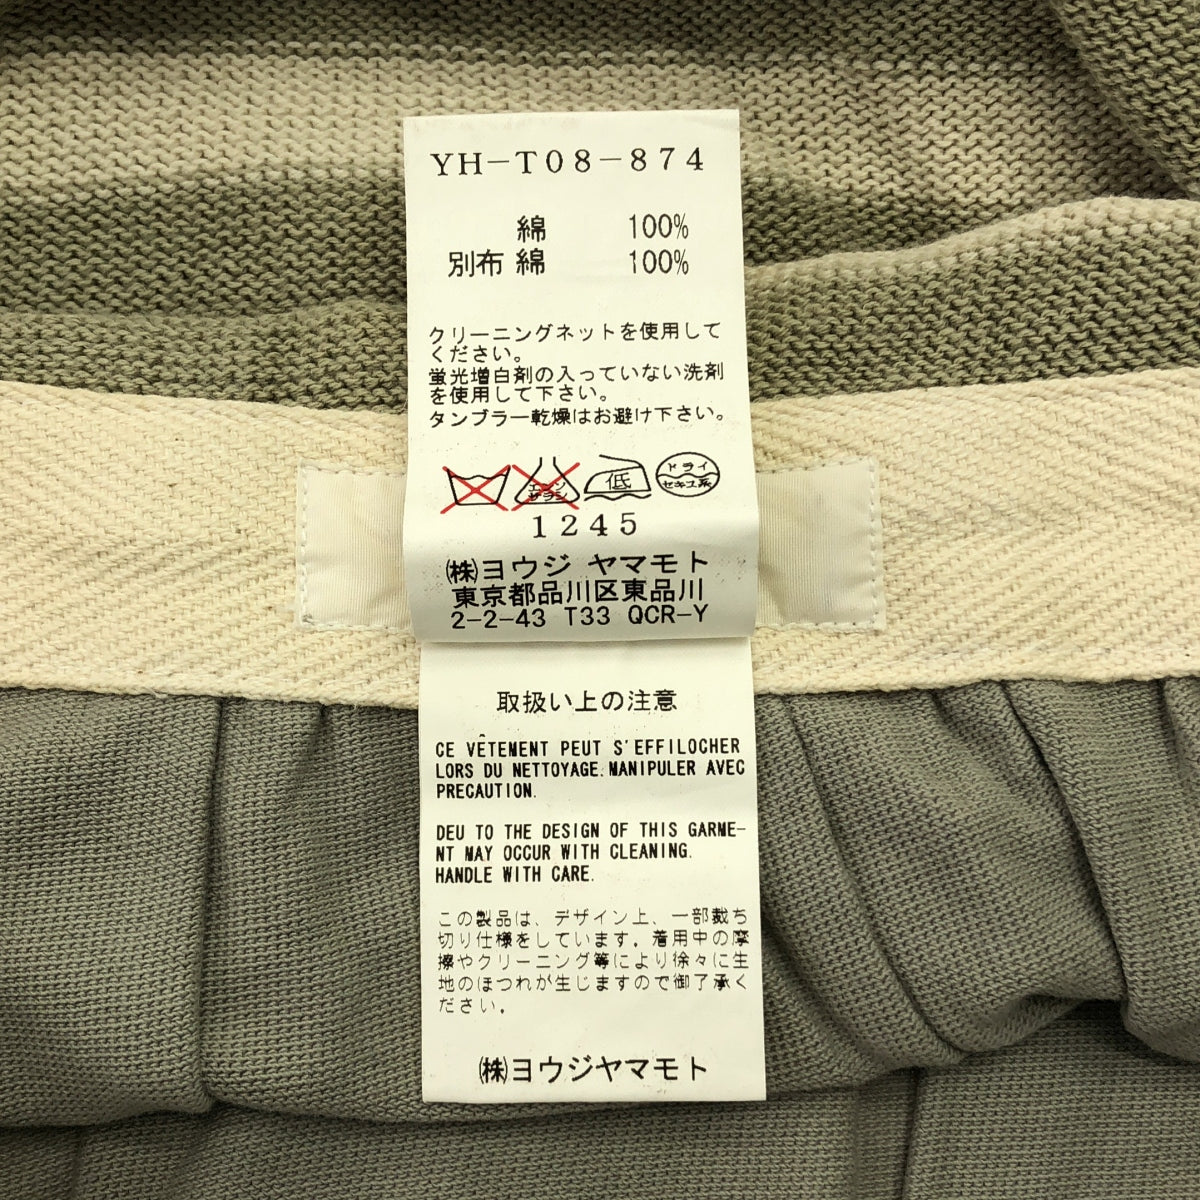 YH-T08-874
綿 100%
別布 綿 100%
クリーニングネットを使用して
ください。
蛍光増白剤の入っていない洗剤
を使用して下さい。
タンブラー乾燥はお避け下さい。
エンソ
サラシ
低
ドライ
セキユ系
1245
㈱ヨウジ ヤマモト
東京都品川区東品川
2-2-43 T33 QCR-Y
取扱い上の注意
CE VÊTEMENT PEUT S'EFFILOCHER
LORS DU NETTOYAGE.MANIPULER AVEC
PRECAUTION.
DEU TO THE DESIGN OF THIS GARME-
NT MAY OCCUR WITH CLEANING.
HANDLE WITH CARE.
この製品は、デザイン上、一部裁ち
切り仕様をしています。着用中の摩
擦やクリーニング等により徐々に生
地のほつれが生じますので御了承く
ださい。
㈱ヨウジヤマモト